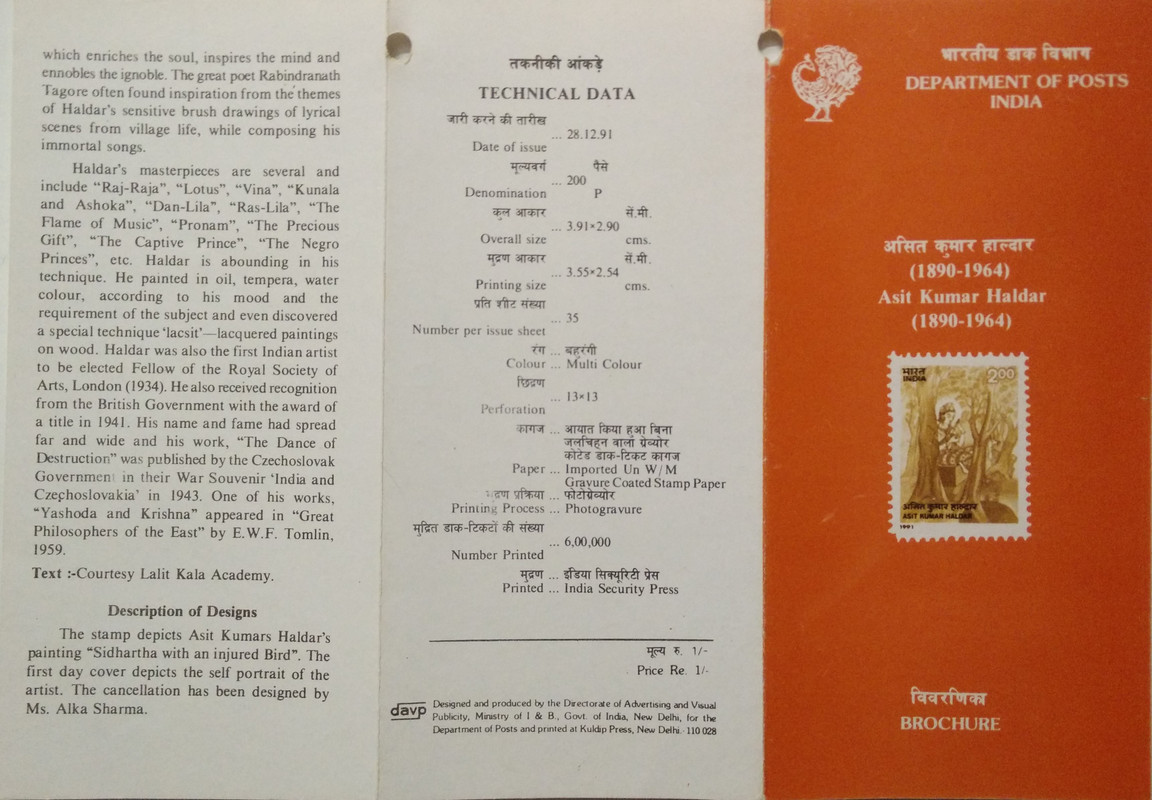 which enriches the soul, inspires the mind and
ennobles the ignoble. The great poet Rabindranath
Tagore often found inspiration from the themes
of Haldar's sensitive brush drawings of lyrical
scenes from village life, while composing his
immortal songs.
Haldar's masterpieces are several and
include “Raj-Raja”, “Lotus”, “Vina”, “Kunala
and Ashoka”, “Dan-Lila”, “Ras-Lila”, “The
Flame of Music”, “Pronam”, “The Precious
Gift”, “The Captive Prince”, “The Negro
Princes”, etc. Haldar is abounding in his
technique. He painted in oil, tempera, water
colour, according to his mood and the
requirement of the subject and even discovered
a special technique ‘lacsit’—lacquered paintings
on wood. Haldar was also the first Indian artist
to be elected Fellow of the Royal Society of
Arts, London (1934). He also received recognition
from the British Government with the award of
a title in 1941. His name and fame had spread
far and wide and his work, “The Dance of
Destruction” was published by the Czechoslovak
Government in their War Souvenir ‘India and
Czechoslovakia’ in 1943. One of his works,
“Yashoda and Krishna” appeared in “Great
Philosophers of the East” by E.W.F. Tomlin,
1959.
Text :-Courtesy Lalit Kala Academy.
Description of Designs
The stamp depicts Asit Kumars Haldar's
painting “Sidhartha with an injured Bird”. The
first day cover depicts the self portrait of the
artist. The cancellation has been designed by
Ms. Alka Sharma.
तकनीकी आंकड़े
TECHNICAL DATA
जारी करने की तारीख
... 28.12.91
Date of issue
मूल्यवर्ग पैसे
... 200
Denomination P
कुल आकार सें.मी.
... 3.91×2.90
Overall size cms.
मुद्रण आकार सें.मी.
... 3.55×2.54
Printing size cms.
प्रति शीट संख्या
... 35
Number per issue sheet
रंग ... बहुरंगी
Colour ... Multi Colour
छिद्रण
... 13×13
Perforation
कागज ... आयात किया हुआ बिना
जलचिहन वाला ग्रेव्योर
कोटेड डाक-टिकट कागज
Paper ... Imported Un W/M
Gravure Coated Stamp Paper
मुद्रण प्रक्रिया ... फोटोग्रेव्योर
Printing Process ... Photogravure
मुद्रित डाक-टिकटों की संख्या
... 6,00,000
Number Printed
मुद्रण ... इंडिया सिक्यूरिटी प्रेस
Printed ... India Security Press
मूल्य रु. 1/-
Price Re. 1/-
davp
Designed and produced by the Directorate of Advertising and Visual
Publicity, Ministry of I & B., Govt. of India, New Delhi, for the
Department of Posts and printed at Kuldip Press, New Delhi.-110 028
भारतीय डाक विभाग
DEPARTMENT OF POSTS
INDIA
असित कुमार हाल्दार
(1890-1964)
Asit Kumar Haldar
(1890-1964)
भारत
INDIA
2.00
असित कुमार हाल्दार
ASIT KUMAR HALDAR
1991
विवरणिका
BROCHURE